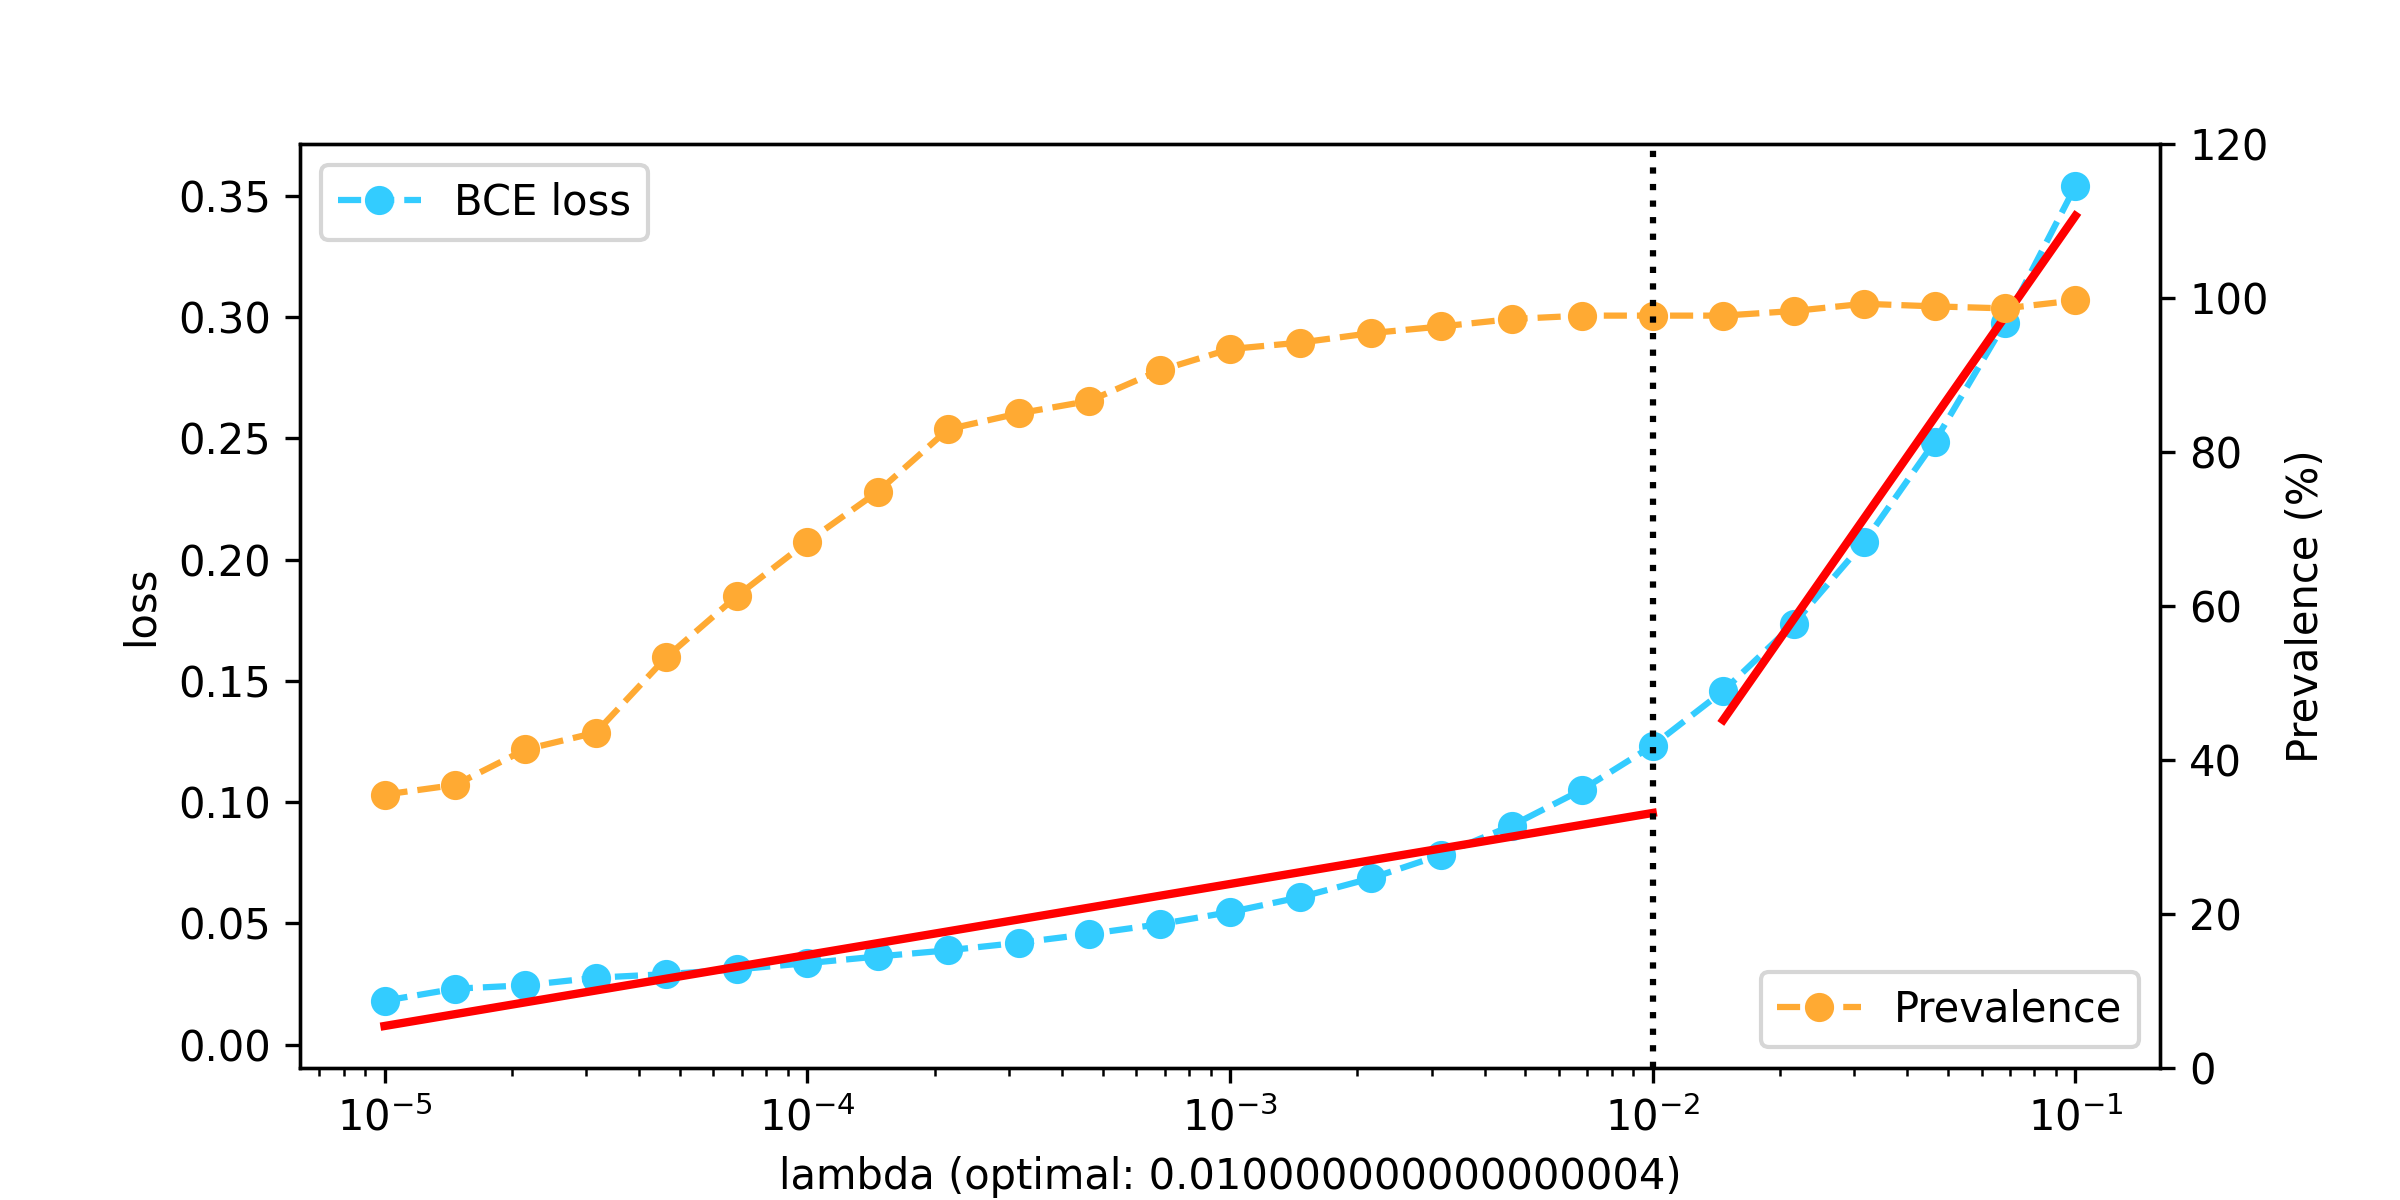 BCE loss
Prevalence
loss
0.35
0.30
0.25
0.20
0.15
0.10
0.05
0.00
120
100
80
60
40
20
0
Prevalence (%)
10⁻⁵ 10⁻⁴ 10⁻³ 10⁻² 10⁻¹
lambda (optimal: 0.010000000000000004)